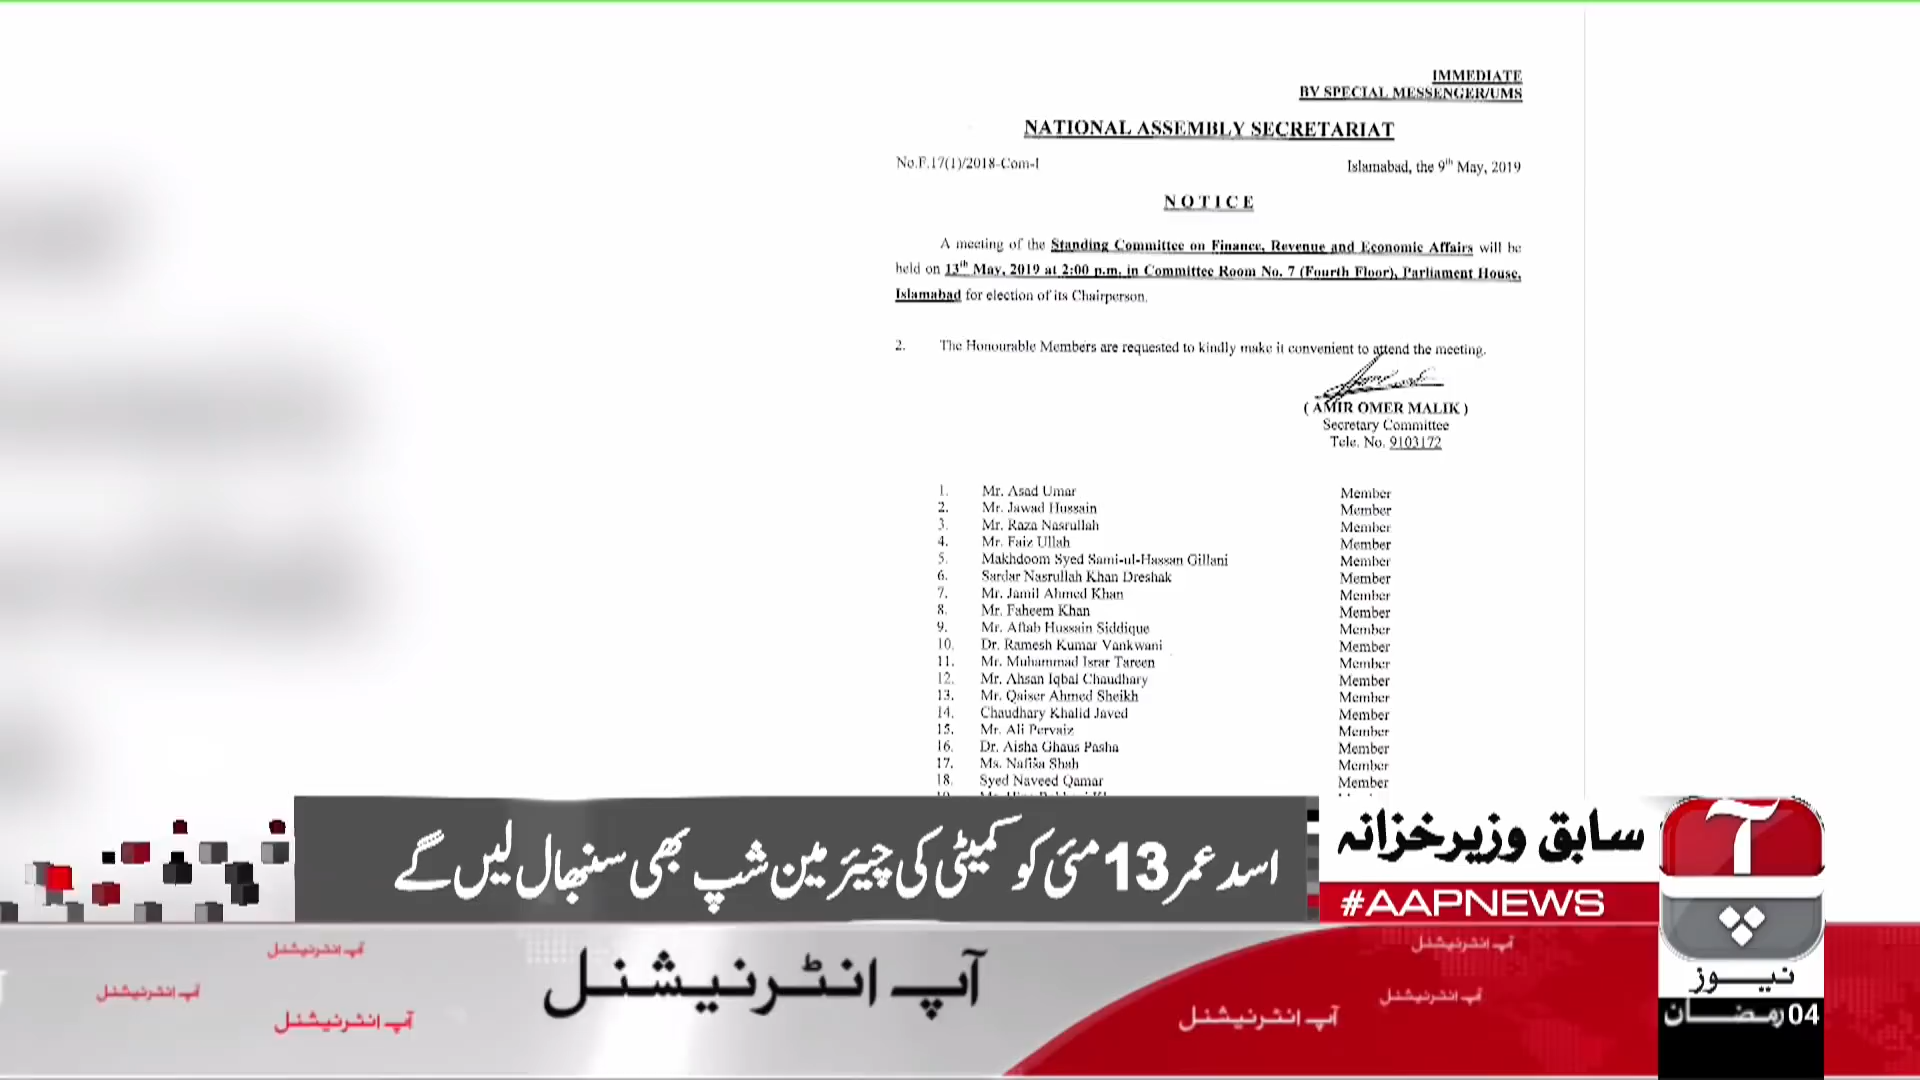 IMMEDIATE
BY SPECIAL MESSENGER/UMS
NATIONAL ASSEMBLY SECRETARIAT
No.F.17(1)/2018-Com-I
Islamabad, the 9th May, 2019
NOTICE
A meeting of the Standing Committee on Finance, Revenue and Economic Affairs will be
held on 13th May, 2019 at 2:00 p.m. in Committee Room No. 7 (Fourth Floor), Parliament House,
Islamabad for election of its Chairperson.
2. The Honourable Members are requested to kindly make it convenient to attend the meeting.
( AMIR OMER MALIK )
Secretary Committee
Tele. No. 9103172
1. Mr. Asad Umar Member
2. Mr. Jawad Hussain Member
3. Mr. Raza Nasrullah Member
4. Mr. Faiz Ullah Member
5. Makhdoom Syed Sami-ul-Hassan Gillani Member
6. Sardar Nasrullah Khan Dreshak Member
7. Mr. Jamil Ahmed Khan Member
8. Mr. Faheem Khan Member
9. Mr. Aftab Hussain Siddique Member
10. Dr. Ramesh Kumar Vankwani Member
11. Mr. Muhammad Israr Tareen Member
12. Mr. Ahsan Iqbal Chaudhary Member
13. Mr. Qaiser Ahmed Sheikh Member
14. Chaudhary Khalid Javed Member
15. Mr. Ali Pervaiz Member
16. Dr. Aisha Ghaus Pasha Member
17. Ms. Nafisa Shah Member
18. Syed Naveed Qamar Member
سابق وزیرخزانہ
اسد عمر 13 مئی کو کمیٹی کی چیئر مین شپ بھی سنبھال لیں گے
#AAPNEWS
آپ
نیوز
04 رمضان
آپ انٹرنیشنل
آپ انٹرنیشنل
آپ انٹرنیشنل
آپ انٹرنیشنل
آپ انٹرنیشنل
آپ انٹرنیشنل
آپ انٹرنیشنل